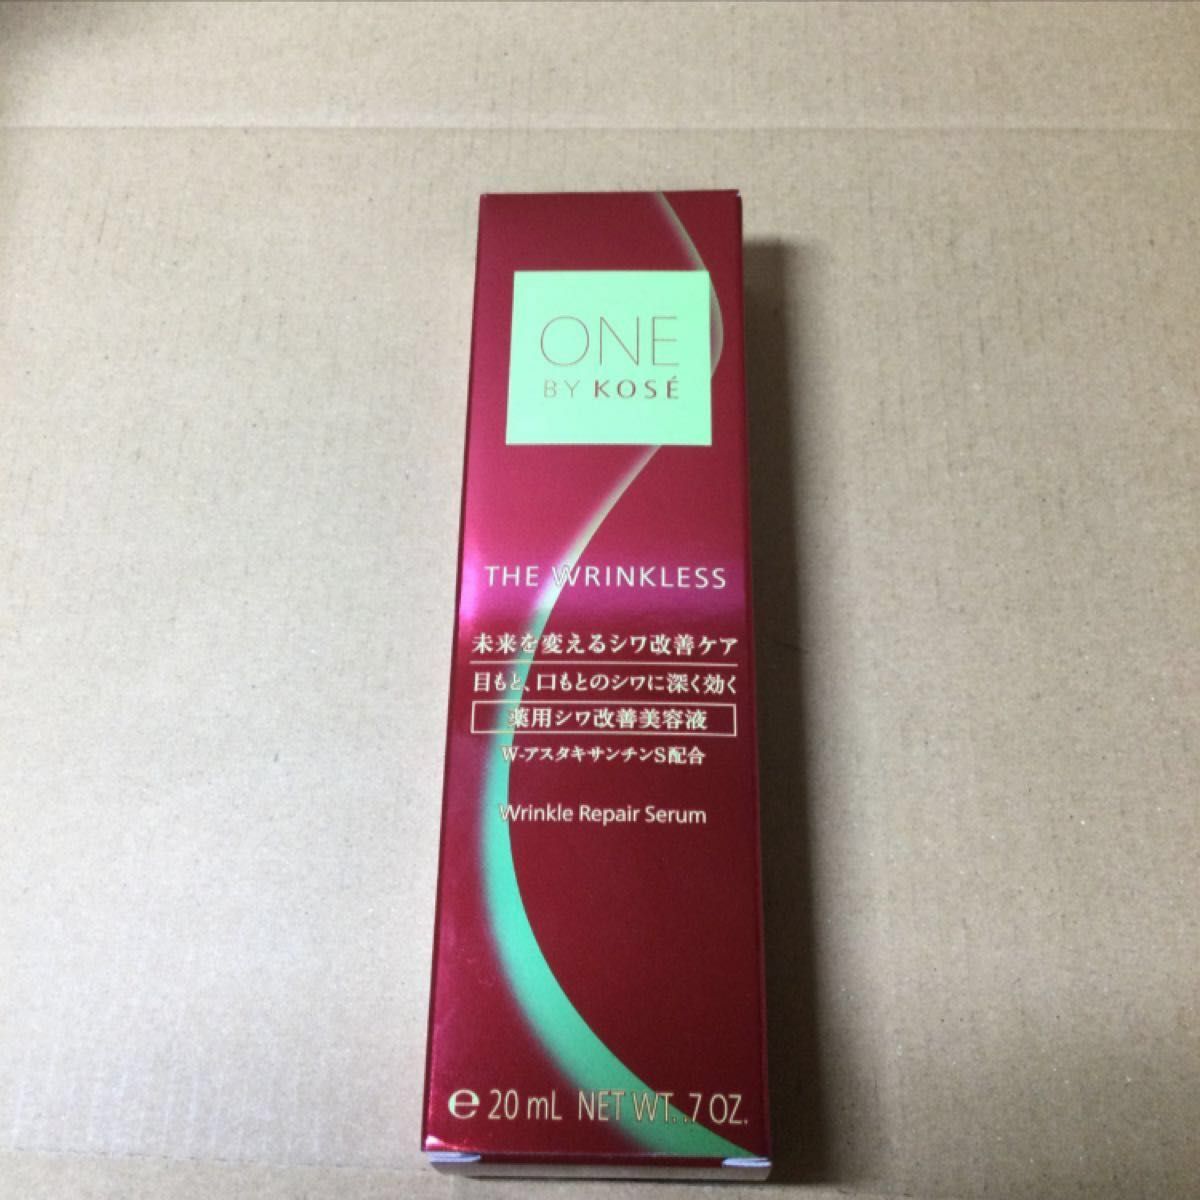 ONE
BY KOSÉ
THE WRINKLESS
未来を変えるシワ改善ケア
目もと、口もとのシワに深く効く
薬用シワ改善美容液
W-アスタキサンチンS配合
Wrinkle Repair Serum
℮ 20 mL NET WT. .7 OZ.